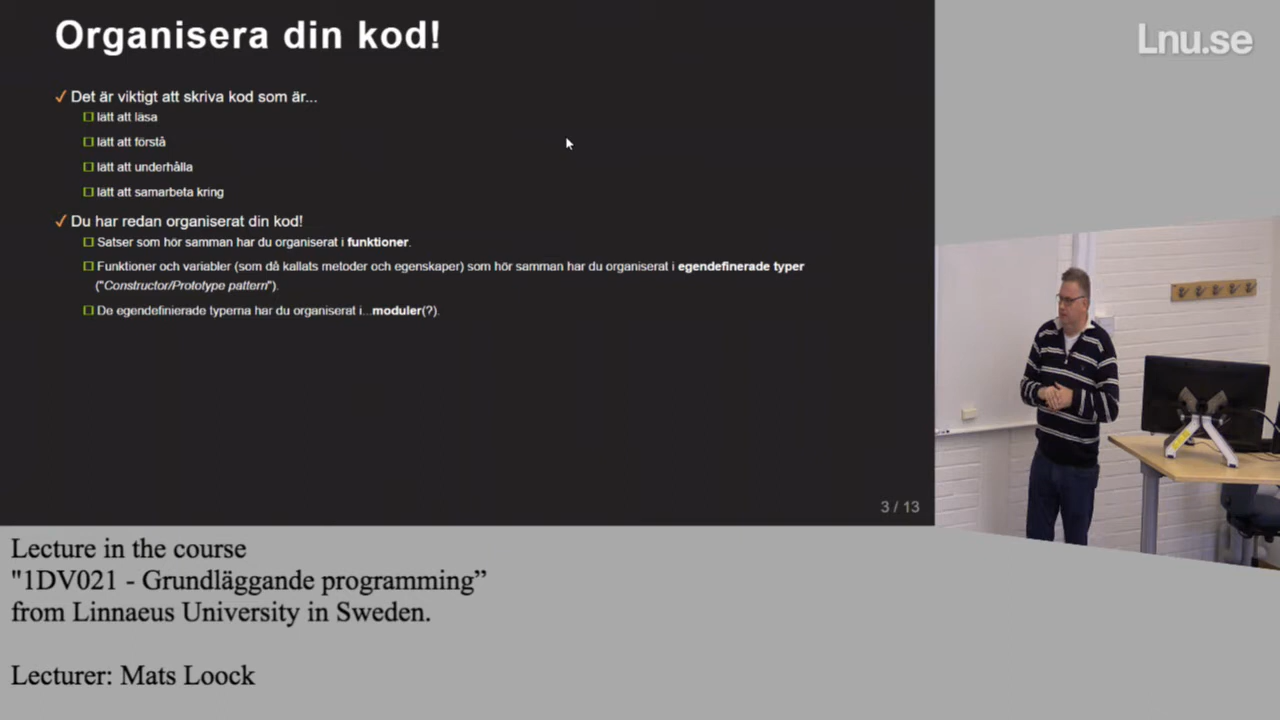 Organisera din kod!
Lnu.se
✓ Det är viktigt att skriva kod som är...
lätt att läsa
lätt att förstå
lätt att underhålla
lätt att samarbeta kring
✓ Du har redan organiserat din kod!
Satser som hör samman har du organiserat i funktioner.
Funktioner och variabler (som då kallats metoder och egenskaper) som hör samman har du organiserat i egendefinerade typer
("Constructor/Prototype pattern").
De egendefinierade typerna har du organiserat i...moduler(?).
3 / 13
Lecture in the course
"1DV021 - Grundläggande programming”
from Linnaeus University in Sweden.
Lecturer: Mats Loock